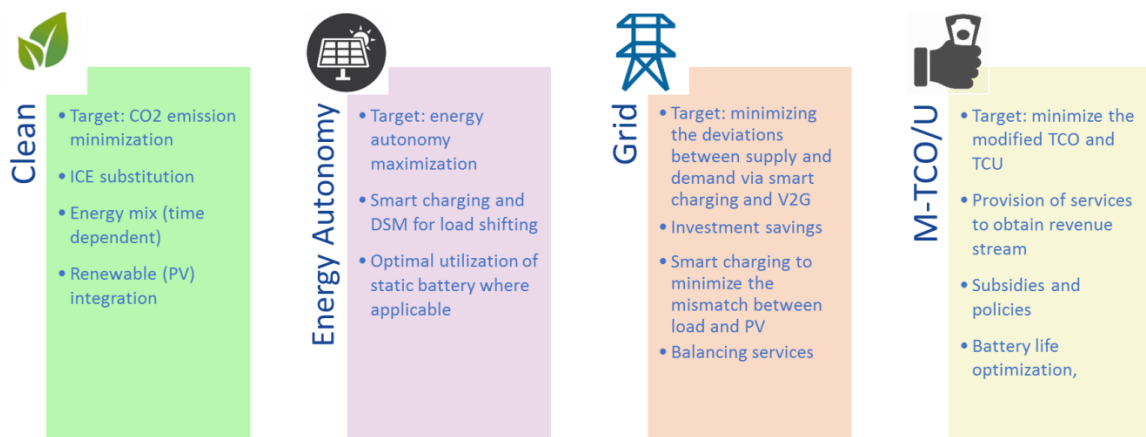 Clean
• Target: CO2 emission
minimization
• ICE substitution
• Energy mix (time
dependent)
• Renewable (PV)
integration
Energy Autonomy
• Target: energy
autonomy
maximization
• Smart charging and
DSM for load shifting
• Optimal utilization of
static battery where
applicable
Grid
• Target: minimizing
the deviations
between supply and
demand via smart
charging and V2G
• Investment savings
• Smart charging to
minimize the
mismatch between
load and PV
• Balancing services
M-TCO/U
• Target: minimize the
modified TCO and
TCU
• Provision of services
to obtain revenue
stream
• Subsidies and
policies
• Battery life
optimization,